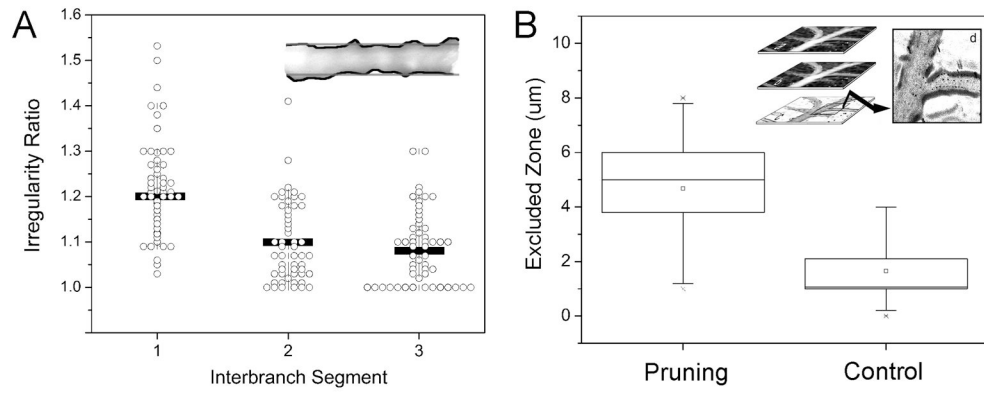 A
1.6
1.5
1.4
1.3
1.2
1.1
1.0
Irregularity Ratio
1 2 3
Interbranch Segment
B
10
8
6
4
2
0
Excluded Zone (um)
d
Pruning Control